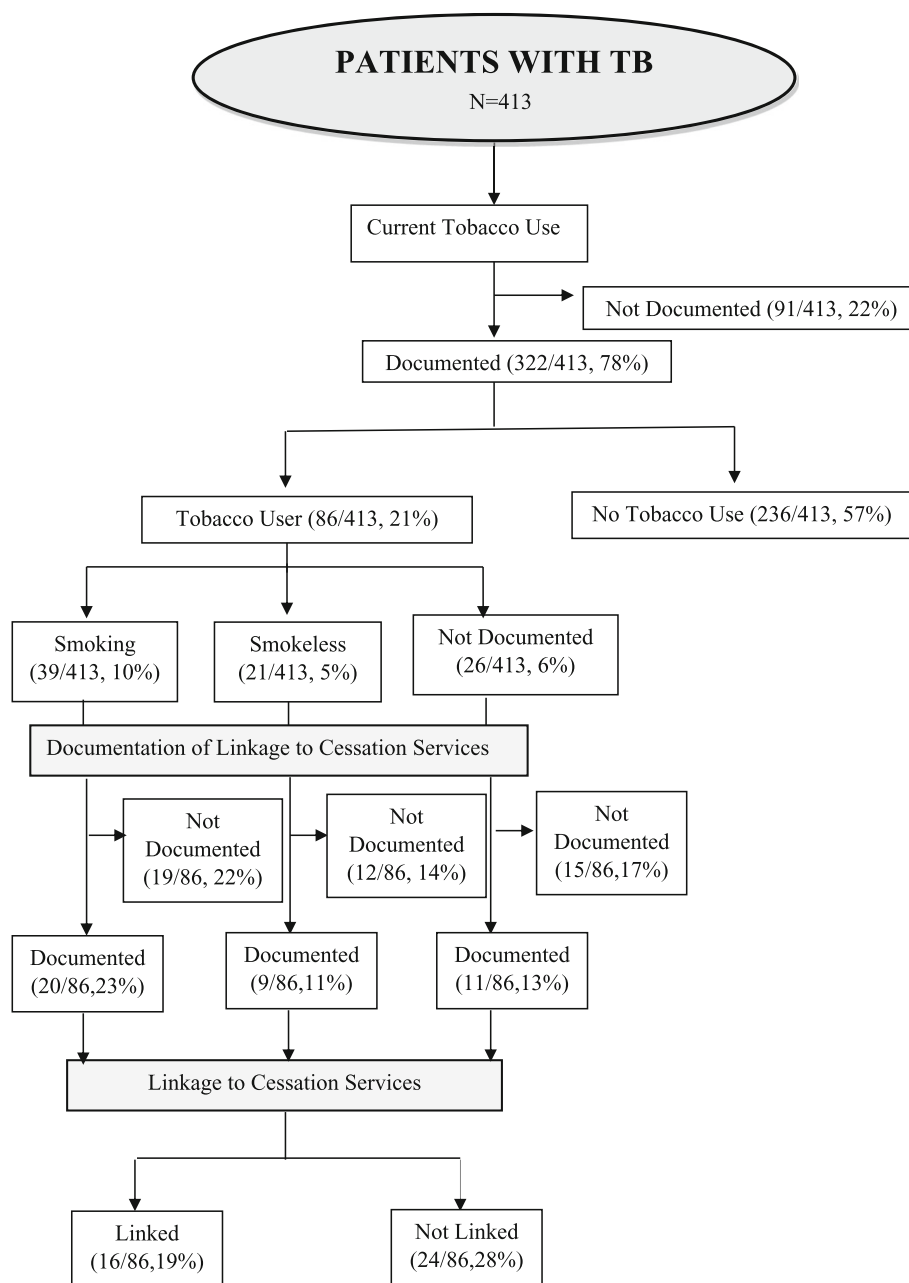 PATIENTS WITH TB
N=413
Current Tobacco Use
Not Documented (91/413, 22%)
Documented (322/413, 78%)
Tobacco User (86/413, 21%)
No Tobacco Use (236/413, 57%)
Smoking
(39/413, 10%)
Smokeless
(21/413, 5%)
Not Documented
(26/413, 6%)
Documentation of Linkage to Cessation Services
Not
Documented
(19/86, 22%)
Not
Documented
(12/86, 14%)
Not
Documented
(15/86,17%)
Documented
(20/86,23%)
Documented
(9/86,11%)
Documented
(11/86,13%)
Linkage to Cessation Services
Linked
(16/86,19%)
Not Linked
(24/86,28%)